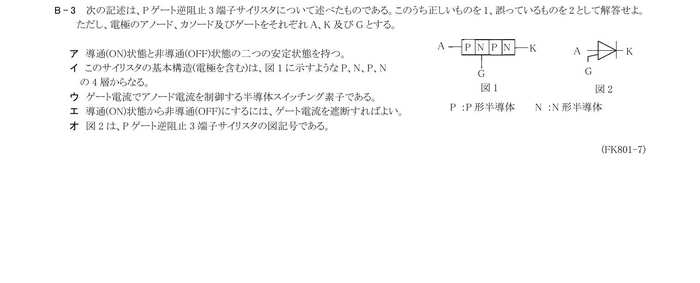 B－3 次の記述は、Pゲート逆阻止3端子サイリスタについて述べたものである。このうち正しいものを1、誤っているものを2として解答せよ。
ただし、電極のアノード、カソード及びゲートをそれぞれA、K及びGとする。
ア 導通(ON)状態と非導通(OFF)状態の二つの安定状態を持つ。
イ このサイリスタの基本構造(電極を含む)は、図1に示すようなP、N、P、N
の4層からなる。
ウ ゲート電流でアノード電流を制御する半導体スイッチング素子である。
エ 導通(ON)状態から非導通(OFF)にするには、ゲート電流を遮断すればよい。
オ 図2は、Pゲート逆阻止3端子サイリスタの図記号である。
A P N P N K
G
図1
A K
G
図2
P :P形半導体 N :N形半導体
(FK801-7)